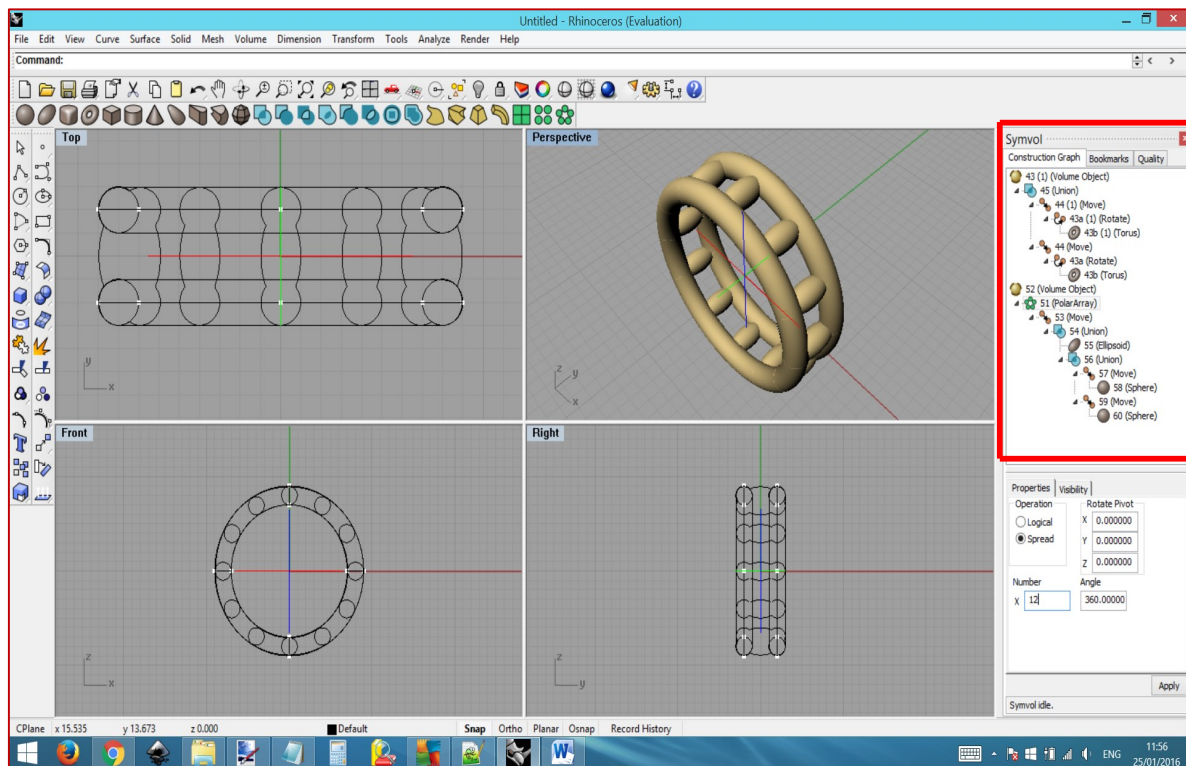 Untitled - Rhinoceros (Evaluation)
File Edit View Curve Surface Solid Mesh Volume Dimension Transform Tools Analyze Render Help
Command:
Top
Perspective
Symvol
Construction Graph Bookmarks Quality
43 (1) (Volume Object)
45 (Union)
44 (1) (Move)
43a (1) (Rotate)
43b (1) (Torus)
44 (Move)
43a (Rotate)
43b (Torus)
52 (Volume Object)
51 (PolarArray)
53 (Move)
54 (Union)
55 (Ellipsoid)
56 (Union)
57 (Move)
58 (Sphere)
59 (Move)
60 (Sphere)
y
x
z
y
x
Front
Right
z
x
z
y
Properties Visibility
Operation Rotate Pivot
Logical X 0.000000
Spread Y 0.000000
Z 0.000000
Number Angle
X 12 360.00000
Apply
Symvol idle.
CPlane x 15.535 y 13.673 z 0.000 Default Snap Ortho Planar Osnap Record History
ENG
11:56
25/01/2016